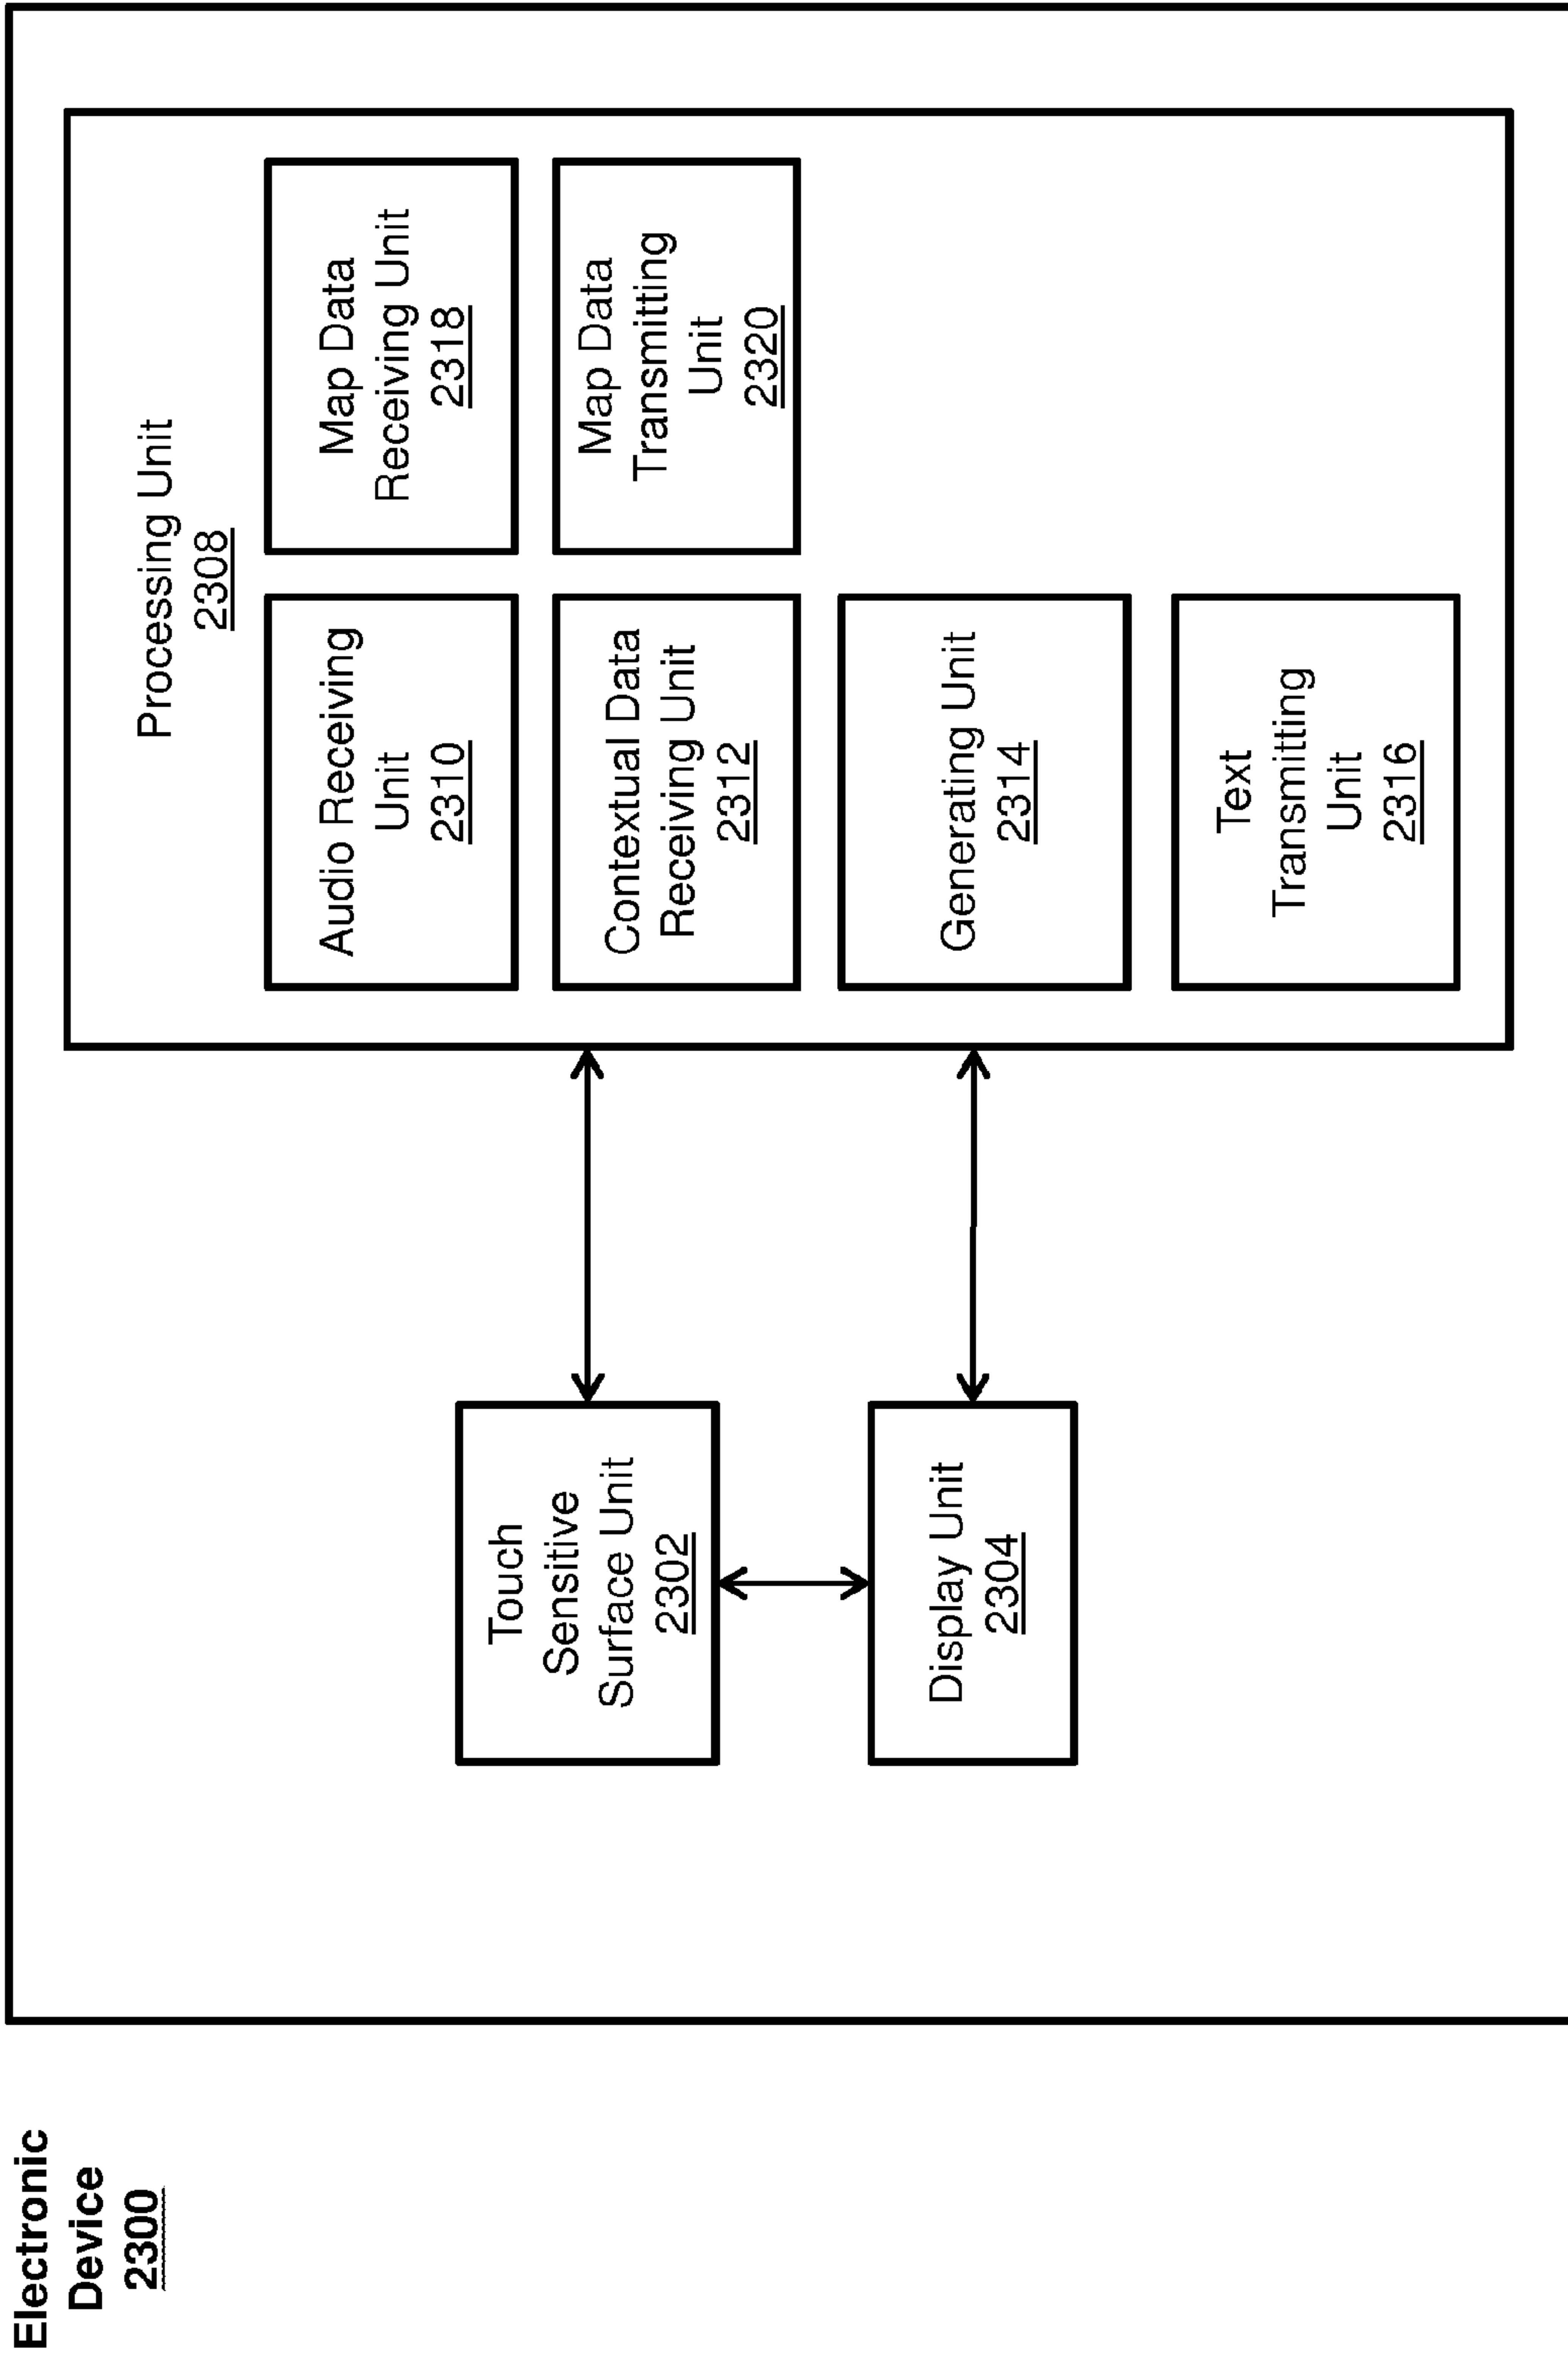 Electronic
Device
2300
Touch
Sensitive
Surface Unit
2302
Display Unit
2304
Processing Unit
2308
Audio Receiving
Unit
2310
Map Data
Receiving Unit
2318
Contextual Data
Receiving Unit
2312
Map Data
Transmitting
Unit
2320
Generating Unit
2314
Text
Transmitting
Unit
2316